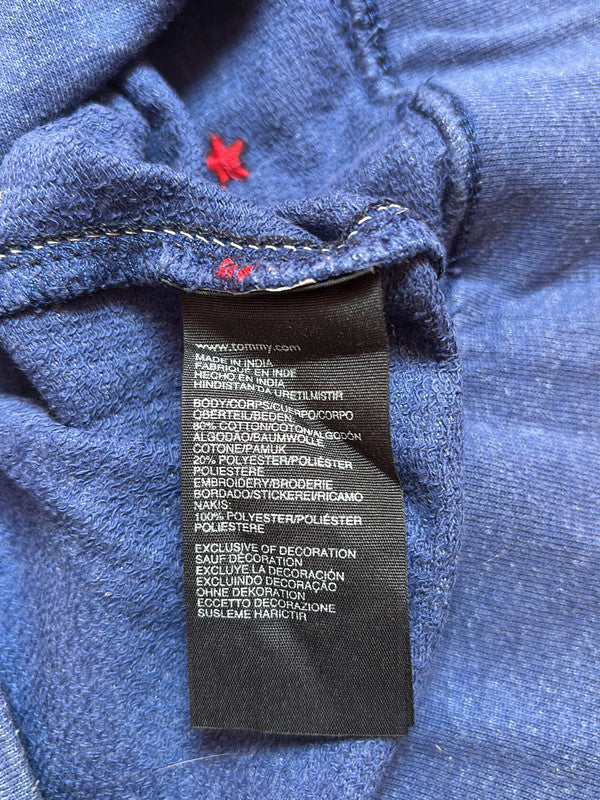 www.tommy.com
MADE IN INDIA
FABRIQUE EN INDE
HECHO EN INDIA
HINDISTAN'DA URETILMISTIR
BODY/CORPS/CUERPO/CORPO
OBERTEIL/BEDEN:
80% COTTON/COTON/ALGODÓN
ALGODÃO/BAUMWOLLE
COTONE/PAMUK
20% POLYESTER/POLIÉSTER
POLIESTERE
EMBROIDERY/BRODERIE
BORDADO/STICKEREI/RICAMO
NAKIS:
100% POLYESTER/POLIÉSTER
POLIESTERE
EXCLUSIVE OF DECORATION
SAUF DÉCORATION
EXCLUYE LA DECORACIÓN
EXCLUINDO DECORAÇÃO
OHNE DEKORATION
ECCETTO DECORAZIONE
SUSLEME HARICTIR